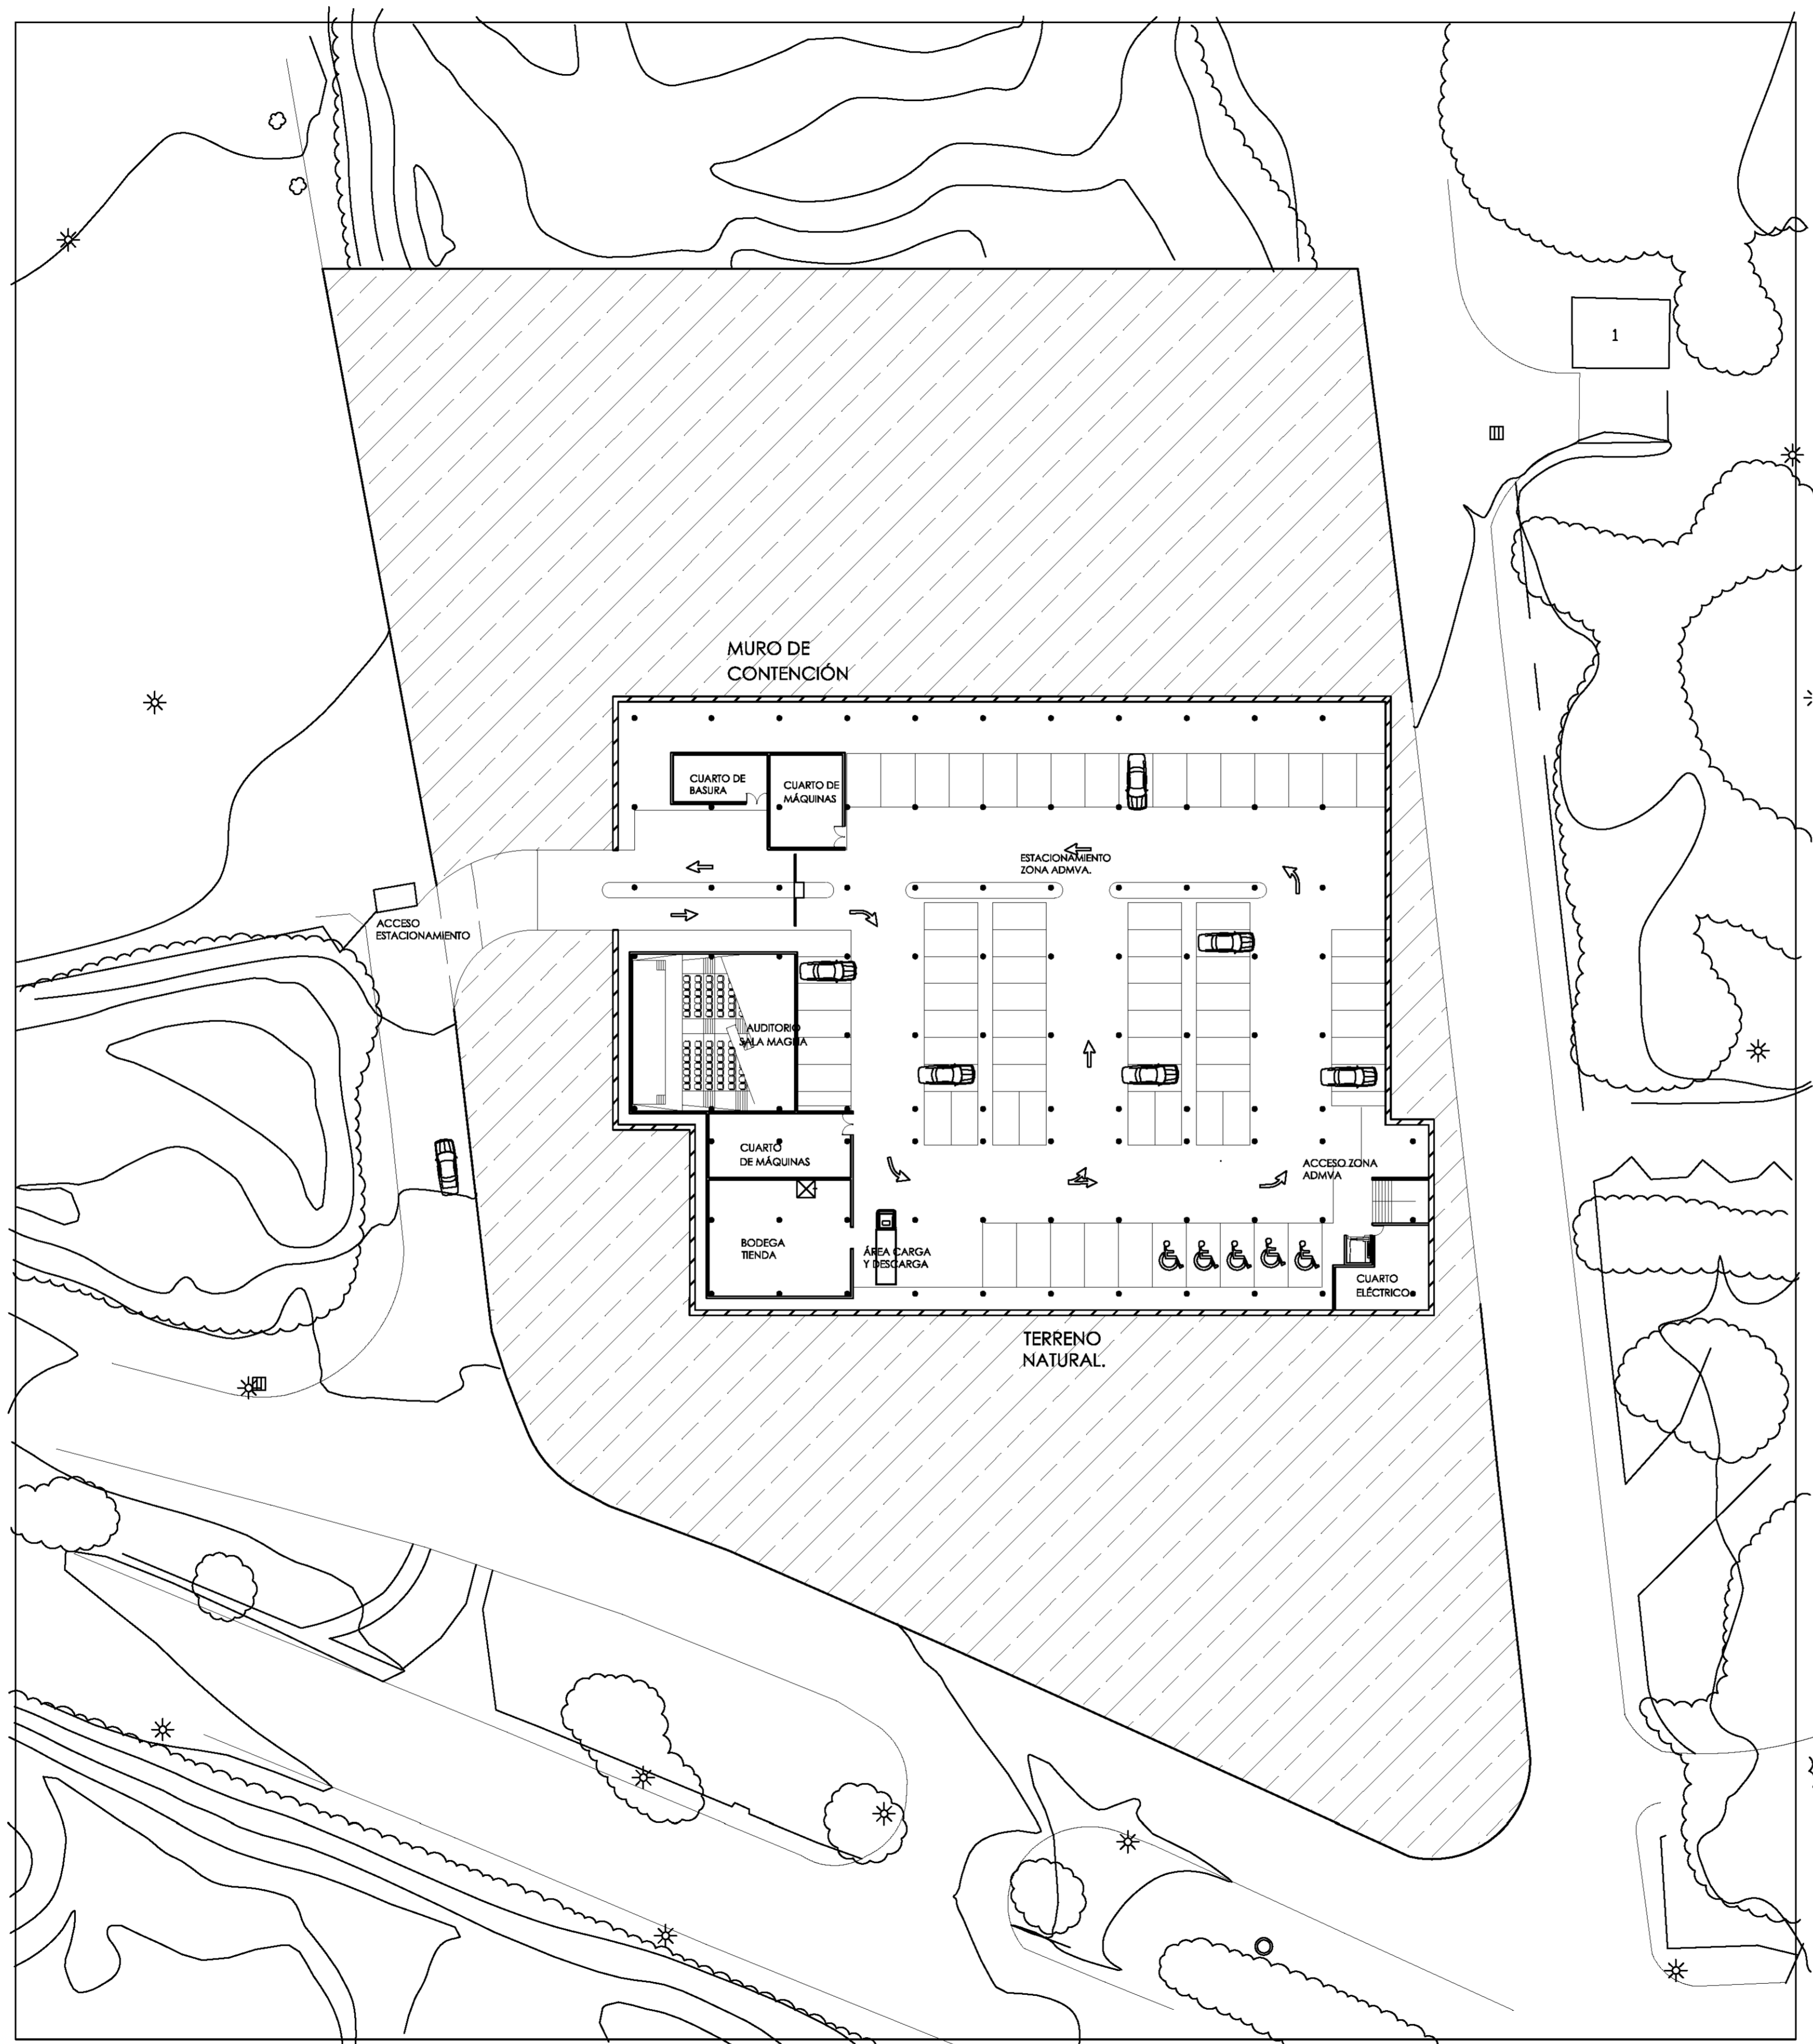 1
MURO DE
CONTENCIÓN
CUARTO DE
BASURA
CUARTO DE
MÁQUINAS
ESTACIONAMIENTO
ZONA ADMVA.
ACCESO
ESTACIONAMIENTO
AUDITORIO
SALA MAGNA
CUARTO
DE MÁQUINAS
ACCESO ZONA
ADMVA
BODEGA
TIENDA
ÁREA CARGA
Y DESCARGA
CUARTO
ELÉCTRICO
TERRENO
NATURAL.